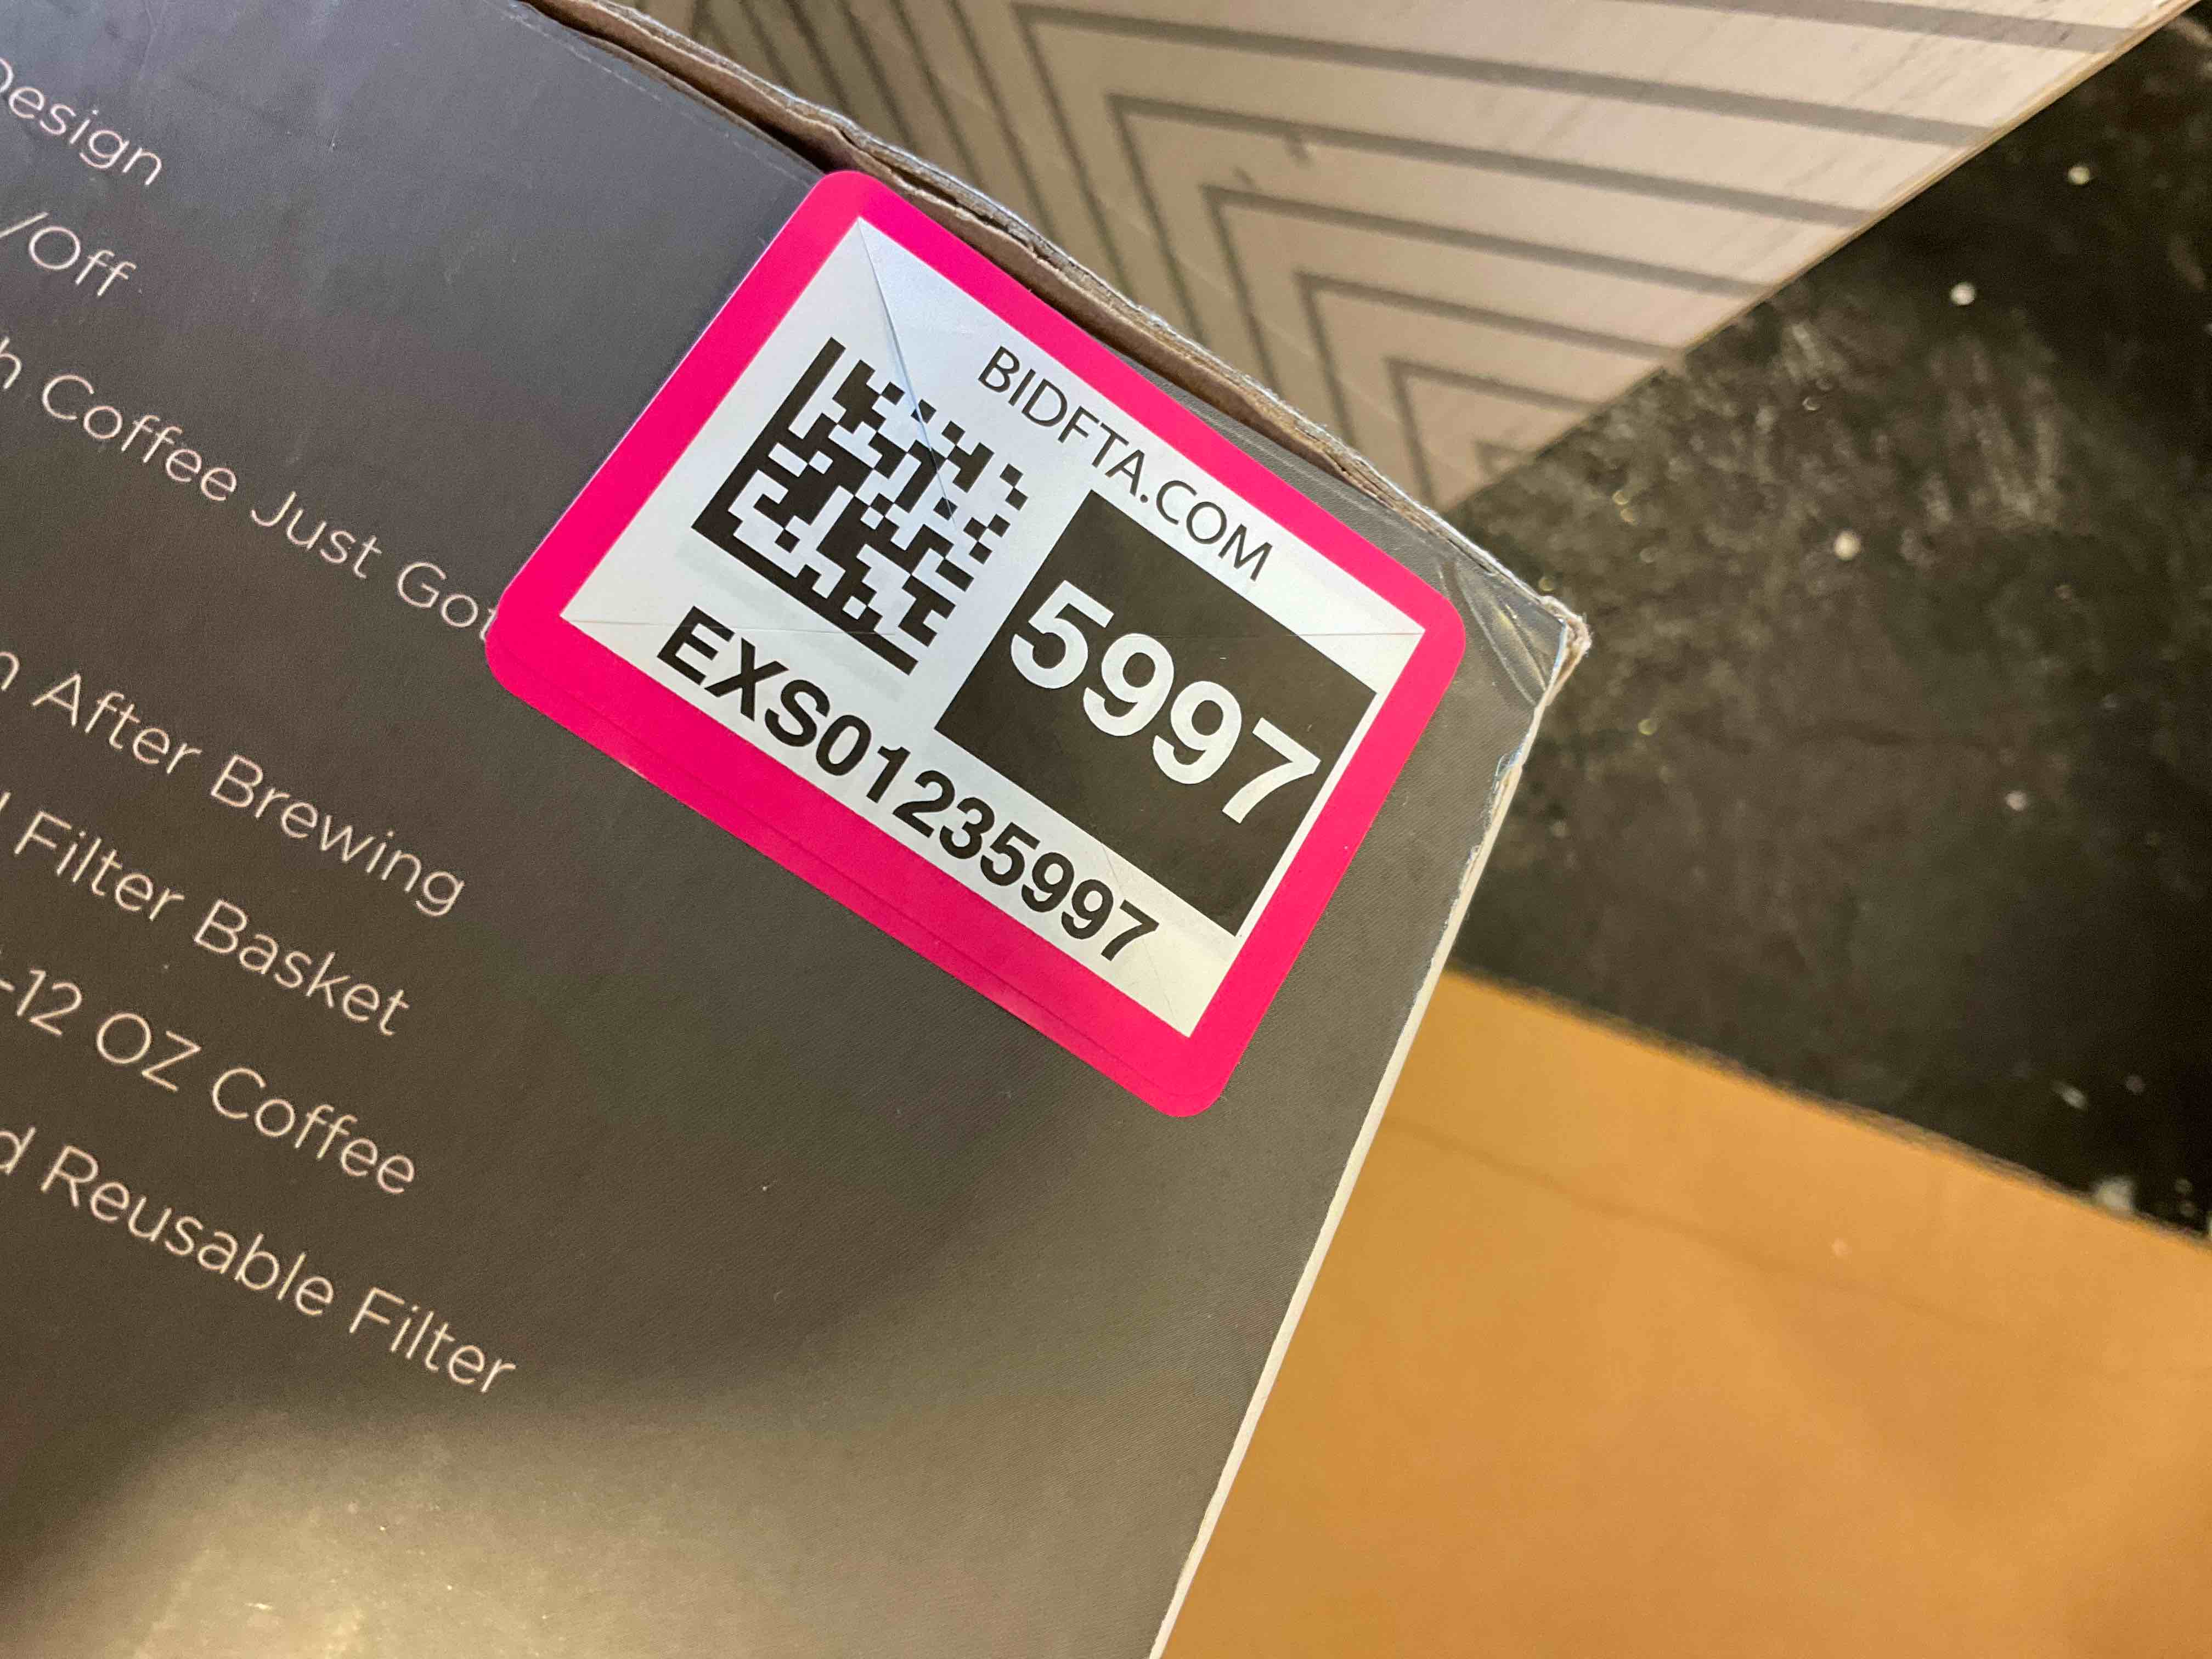 Design
/Off
h Coffee Just Got
n After Brewing
Filter Basket
-12 OZ Coffee
d Reusable Filter
BIDFTA.COM
5997
EXS01235997